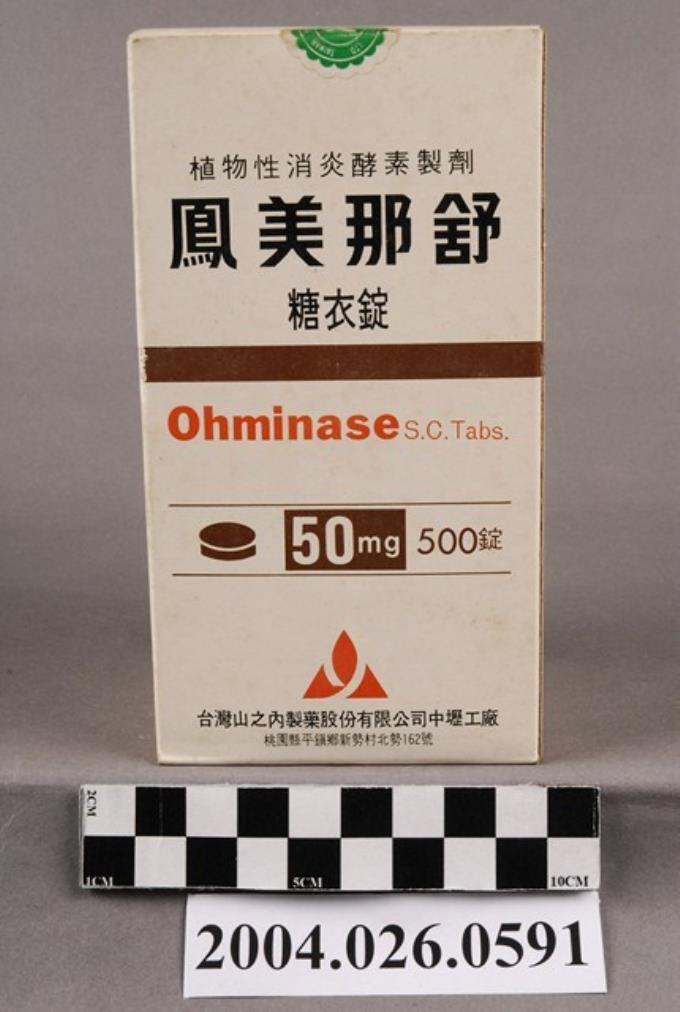 LTD TAIWAN
植物性消炎酵素製劑
鳳美那舒
糖衣錠
Ohminase S.C.Tabs.
50mg 500錠
台灣山之內製藥股份有限公司中壢工廠
桃園縣平鎮鄉新勢村北勢162號
2CM
1CM 5CM 10CM
2004.026.0591